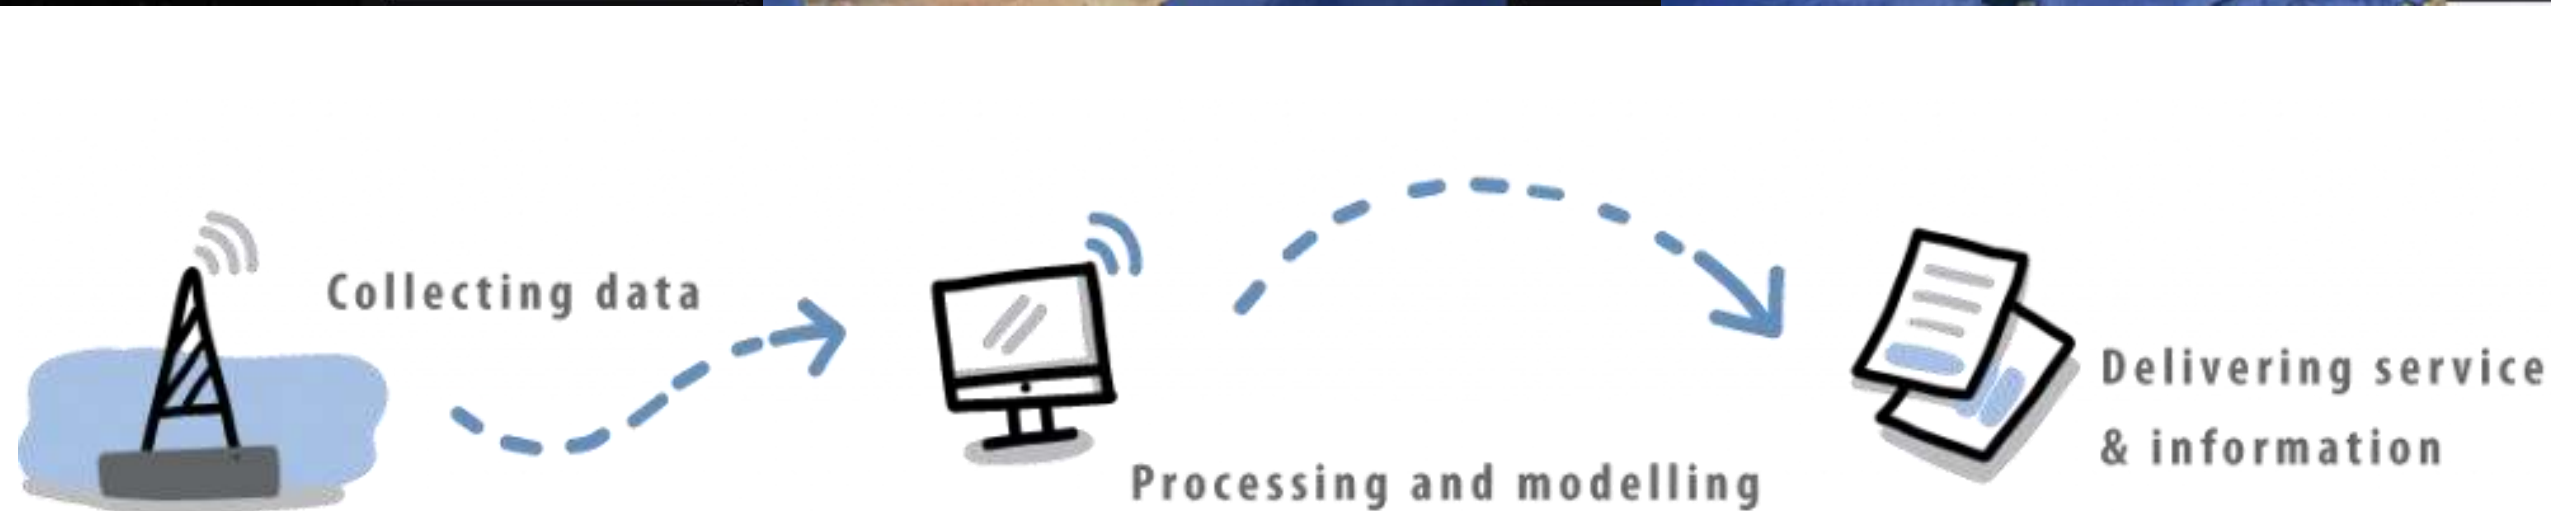 Collecting data
Processing and modelling
Delivering service
& information